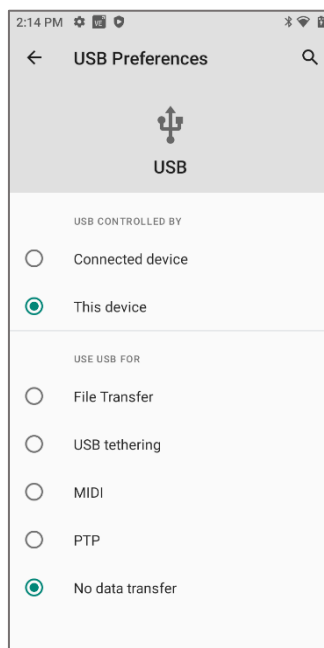 2:14 PM VE
USB Preferences
USB
USB CONTROLLED BY
Connected device
This device
USE USB FOR
File Transfer
USB tethering
MIDI
PTP
No data transfer